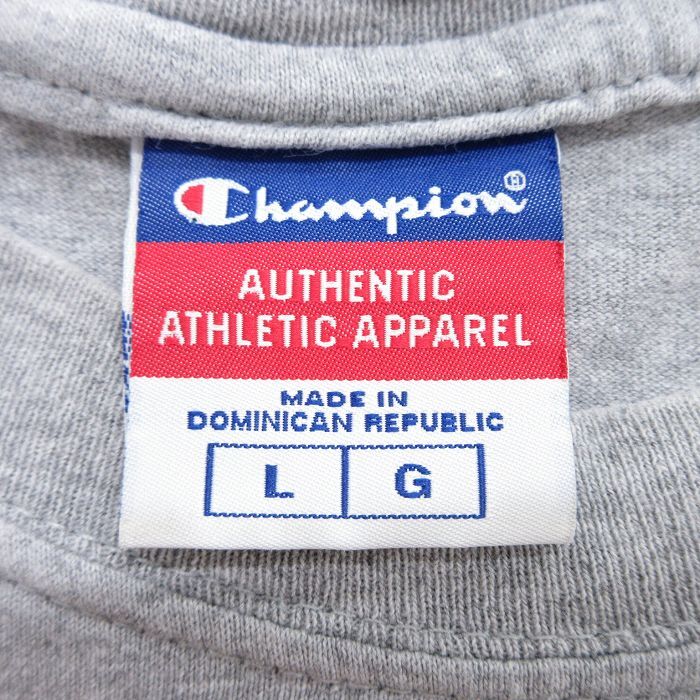 Champion®
AUTHENTIC
ATHLETIC APPAREL
MADE IN
DOMINICAN REPUBLIC
L G